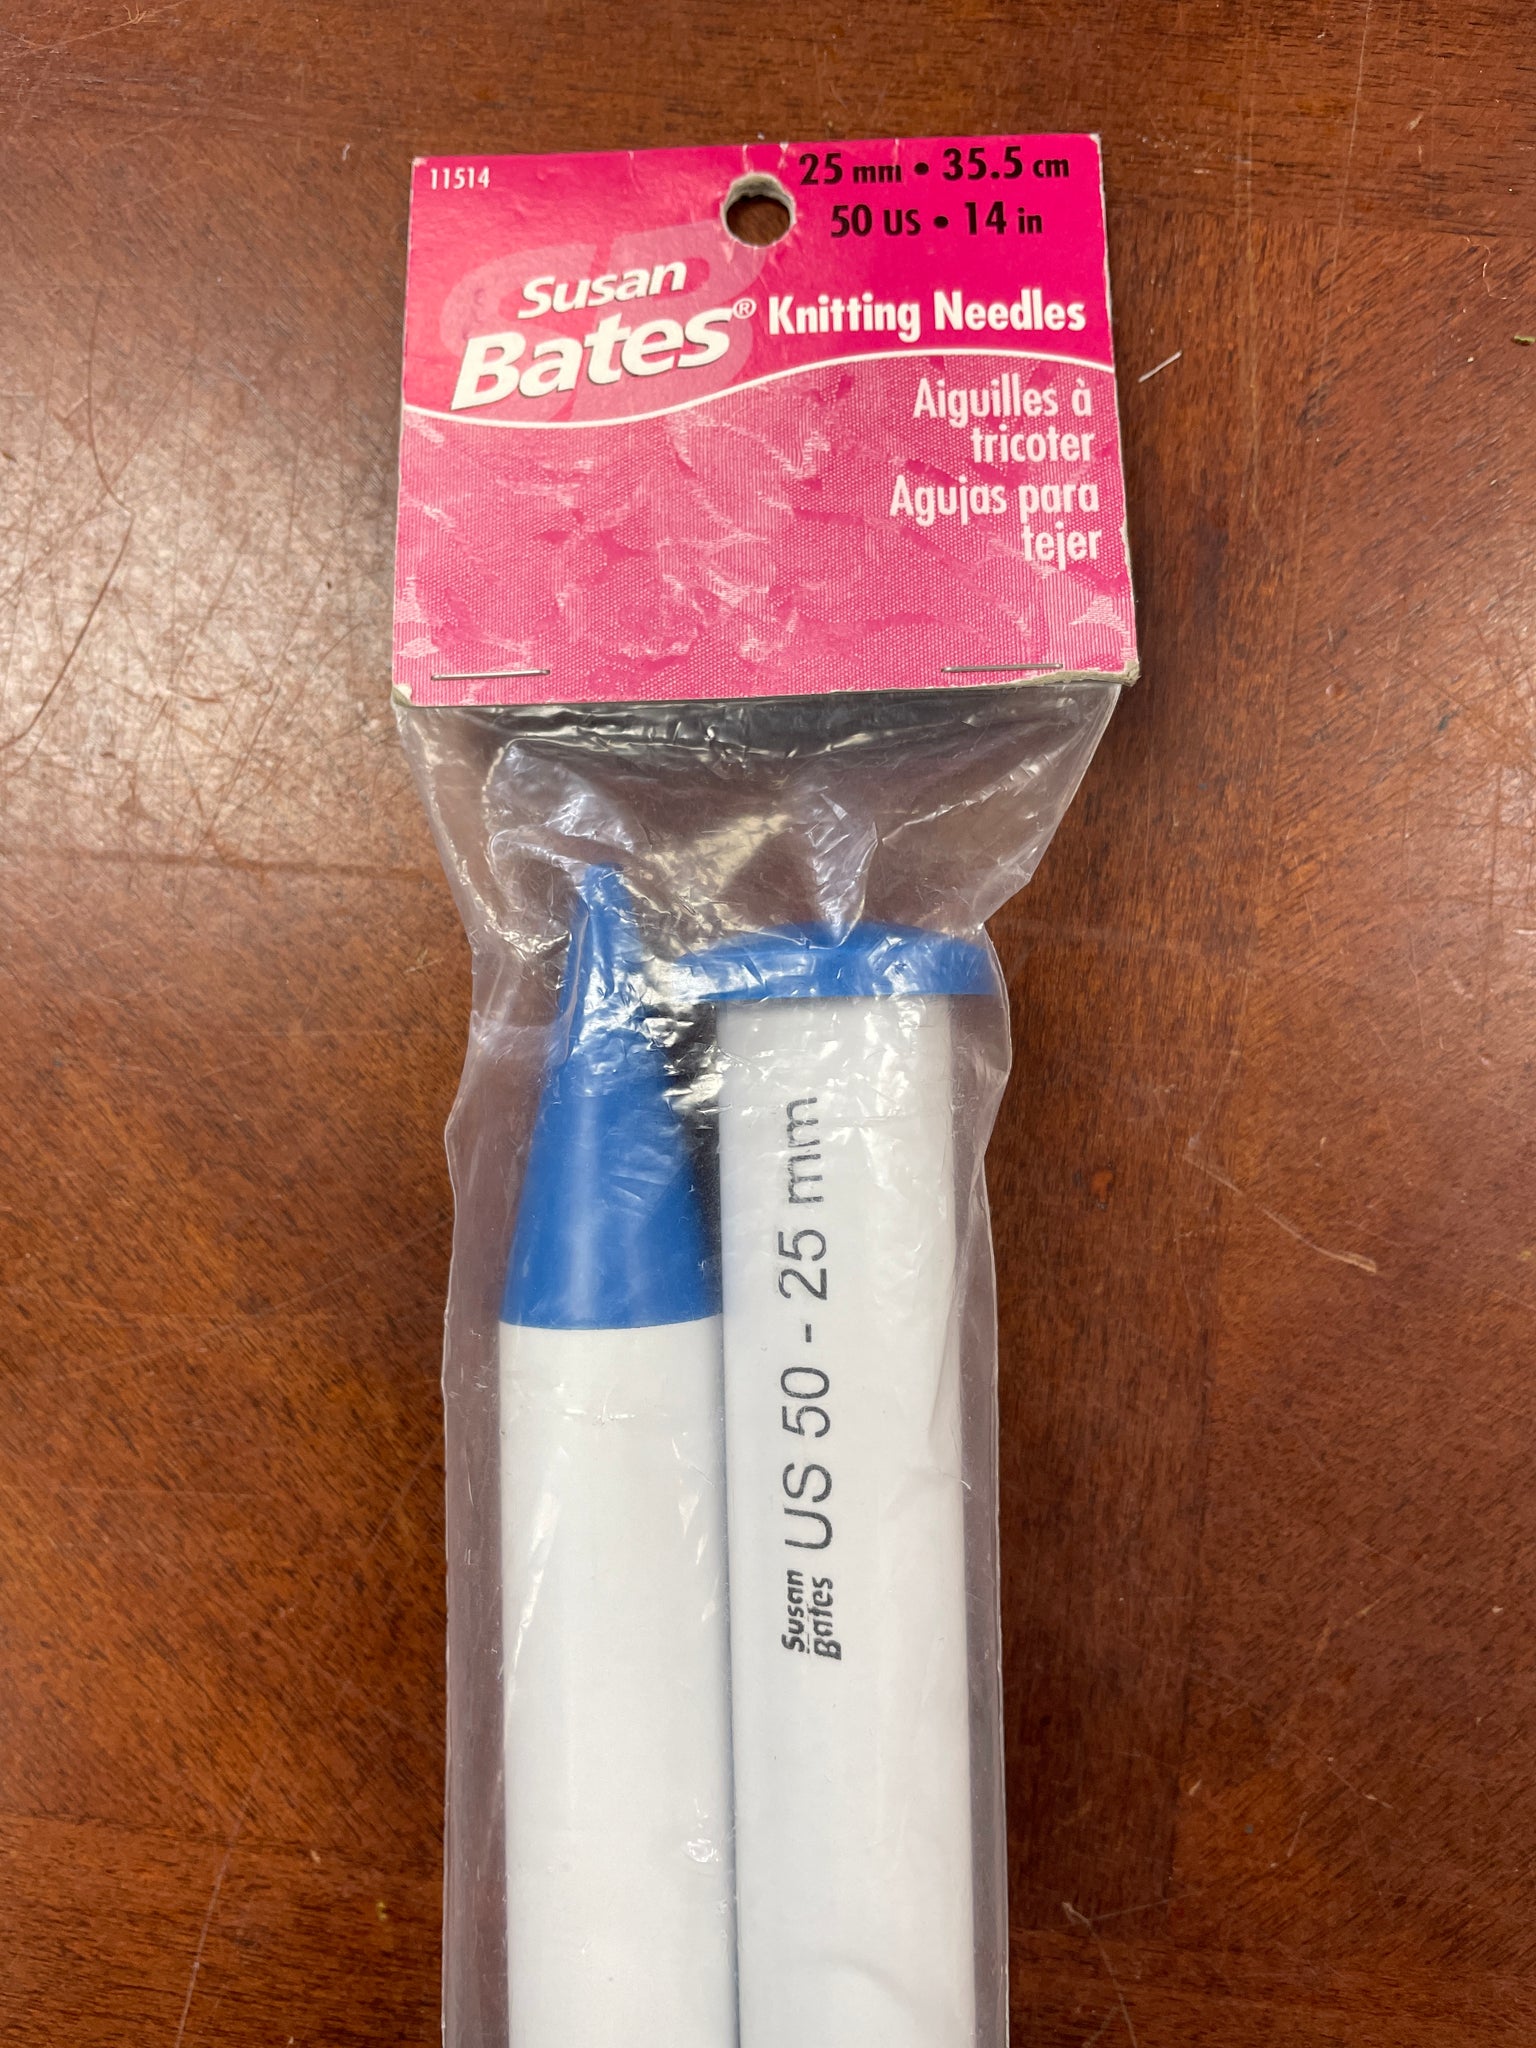 11514
25 mm • 35.5 cm
50 US • 14 in
Susan
Bates® Knitting Needles
Aiguilles à
tricoter
Agujas para
tejer
Susan
Bates
US 50 - 25 mm